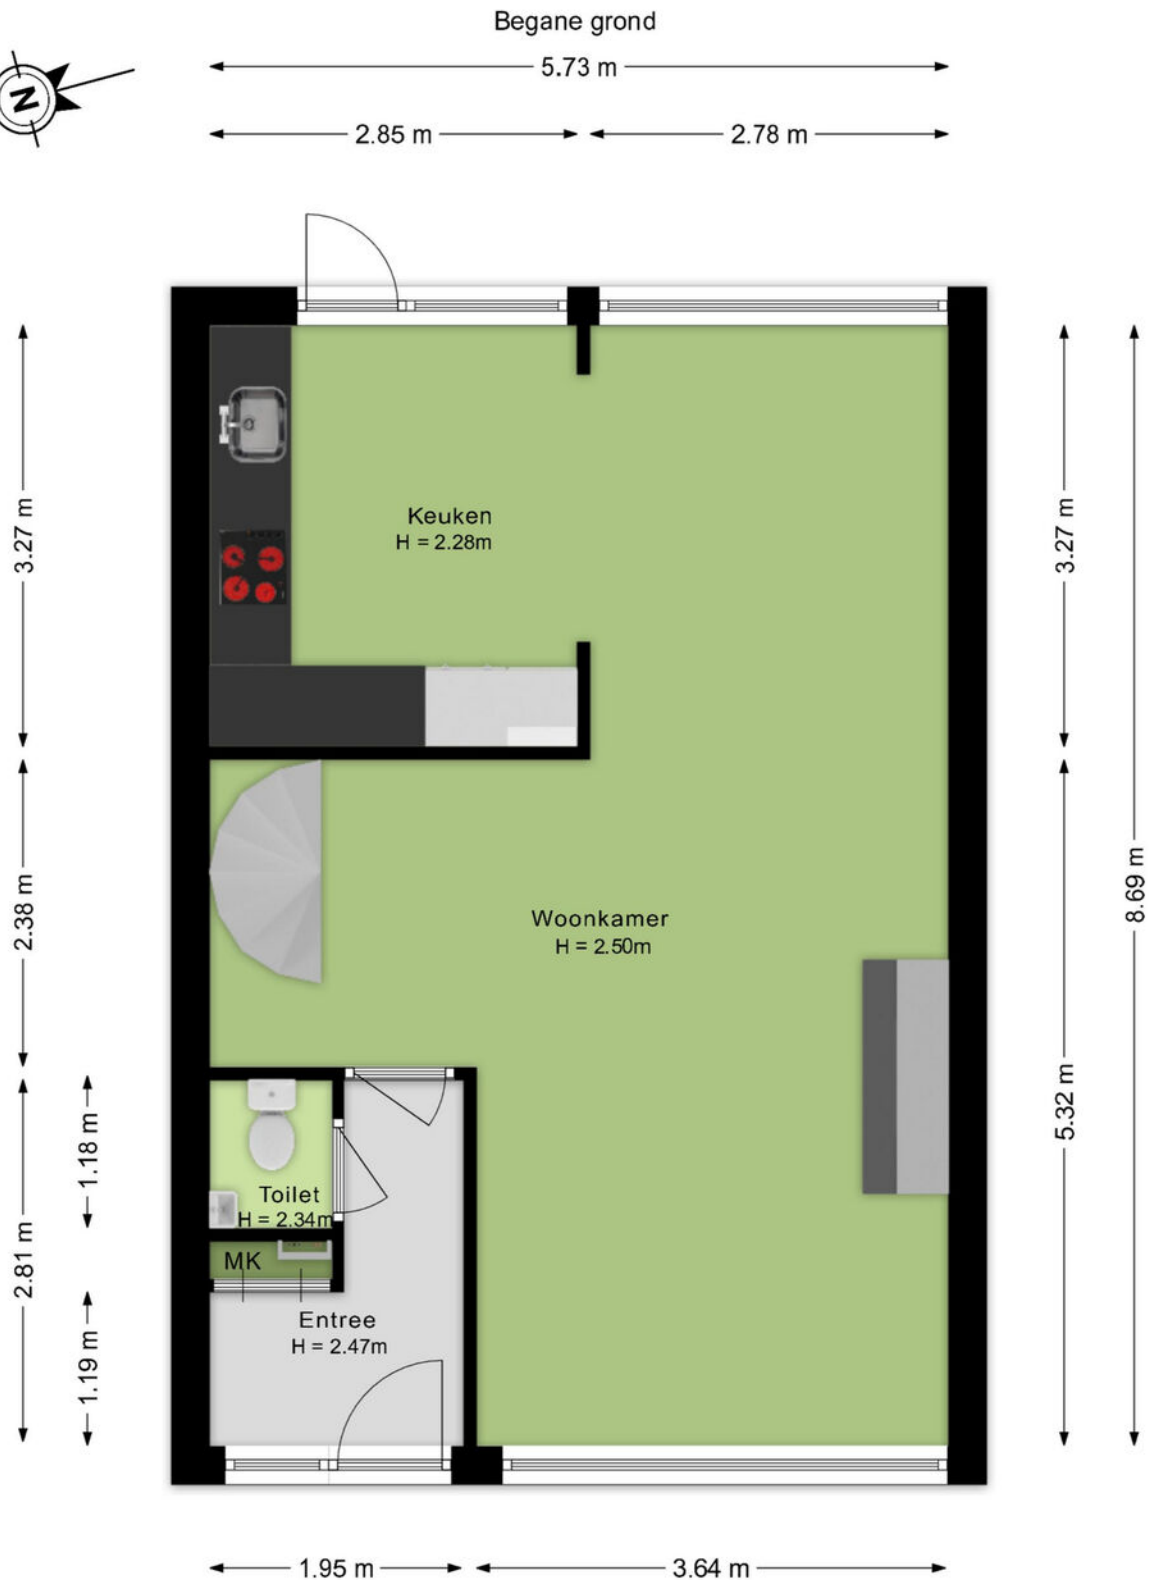 Begane grond
5.73 m
2.85 m
2.78 m
N
3.27 m
3.27 m
Keuken
H = 2.28m
2.38 m
8.69 m
Woonkamer
H = 2.50m
5.32 m
1.18 m
2.81 m
Toilet
H = 2.34m
MK
Entree
H = 2.47m
1.19 m
1.95 m
3.64 m